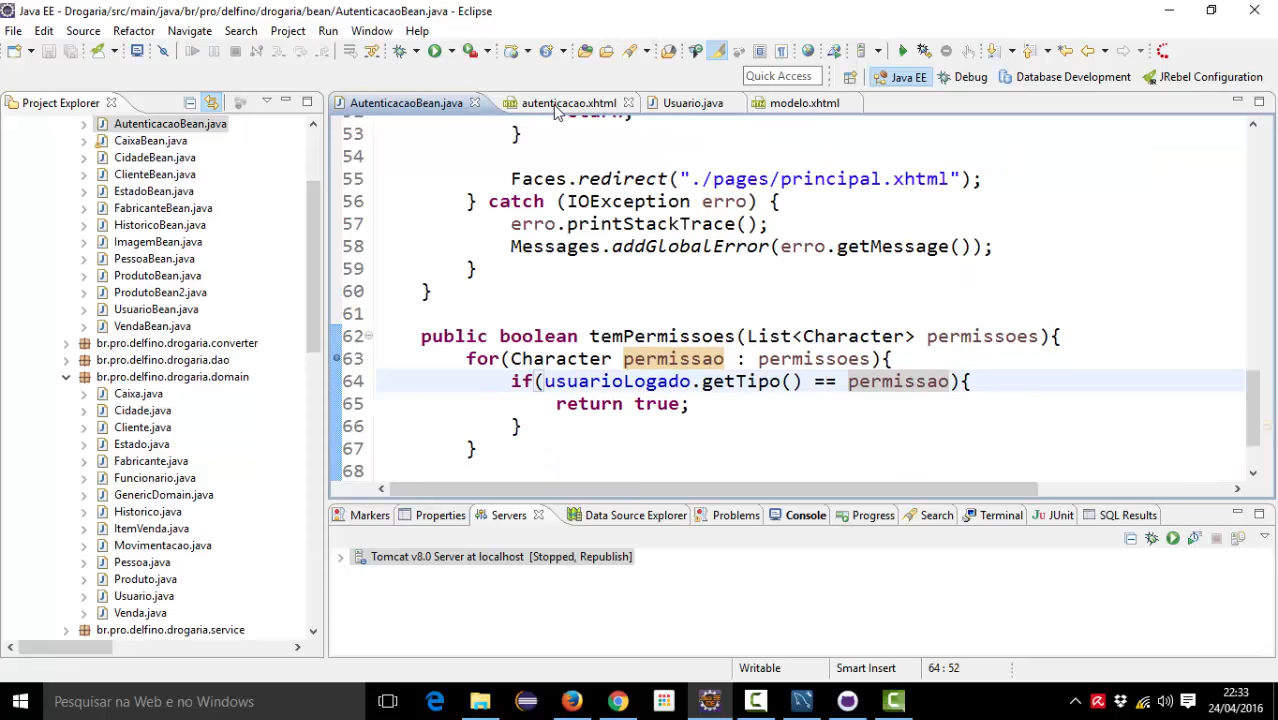 Java EE - Drogaria/src/main/java/br/pro/delfino/drogaria/bean/AutenticacaoBean.java - Eclipse
File Edit Source Refactor Navigate Search Project Run Window Help
Quick Access
Java EE
Debug
Database Development
JRebel Configuration
Project Explorer
AutenticacaoBean.java
CaixaBean.java
CidadeBean.java
ClienteBean.java
EstadoBean.java
FabricanteBean.java
HistoricoBean.java
ImagemBean.java
PessoaBean.java
ProdutoBean.java
ProdutoBean2.java
UsuarioBean.java
VendaBean.java
br.pro.delfino.drogaria.converter
br.pro.delfino.drogaria.dao
br.pro.delfino.drogaria.domain
Caixa.java
Cidade.java
Cliente.java
Estado.java
Fabricante.java
Funcionario.java
GenericDomain.java
Historico.java
ItemVenda.java
Movimentacao.java
Pessoa.java
Produto.java
Usuario.java
Venda.java
br.pro.delfino.drogaria.service
AutenticacaoBean.java
autenticacao.xhtml
Usuario.java
modelo.xhtml
53 }
54
55 Faces.redirect("./pages/principal.xhtml");
56 } catch (IOException erro) {
57 erro.printStackTrace();
58 Messages.addGlobalError(erro.getMessage());
59 }
60 }
61
62 public boolean temPermissoes(List<Character> permissoes){
63 for(Character permissao : permissoes){
64 if(usuarioLogado.getTipo() == permissao){
65 return true;
66 }
67 }
68
Markers
Properties
Servers
Data Source Explorer
Problems
Console
Progress
Search
Terminal
JUnit
SQL Results
Tomcat v8.0 Server at localhost [Stopped, Republish]
Writable
Smart Insert
64 : 52
Pesquisar na Web e no Windows
22:33
24/04/2016